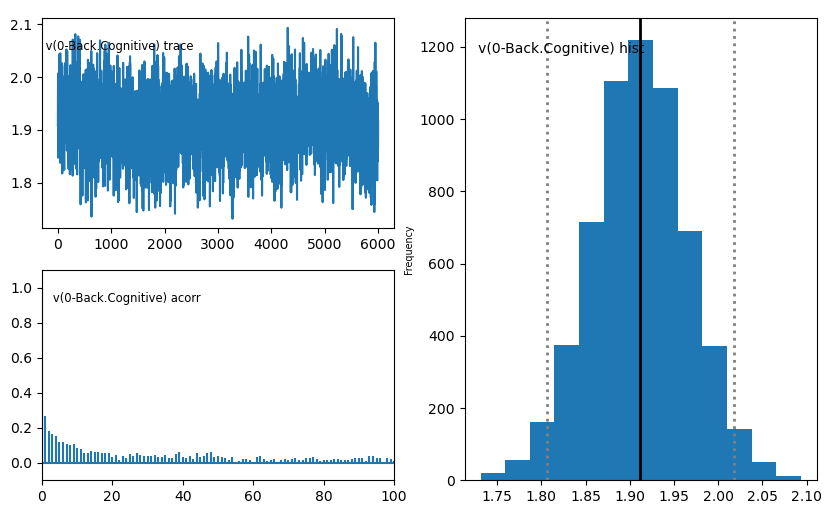 v(0-Back.Cognitive) trace
2.1
2.0
1.9
1.8
0 1000 2000 3000 4000 5000 6000
v(0-Back.Cognitive) acorr
1.0
0.8
0.6
0.4
0.2
0.0
0 20 40 60 80 100
v(0-Back.Cognitive) hist
Frequency
1200
1000
800
600
400
200
0
1.75 1.80 1.85 1.90 1.95 2.00 2.05 2.10